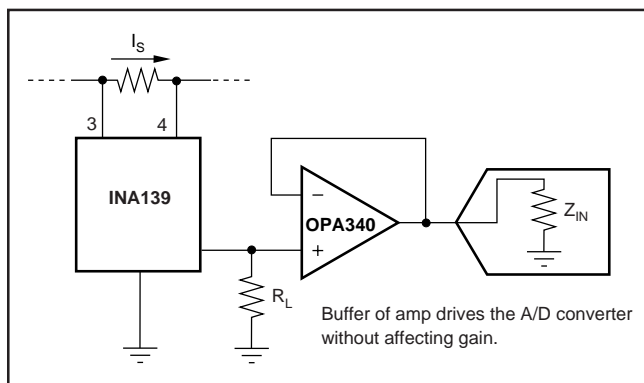 I_S
3 4
INA139
OPA340
−
+
R_L
Z_IN
Buffer of amp drives the A/D converter
without affecting gain.